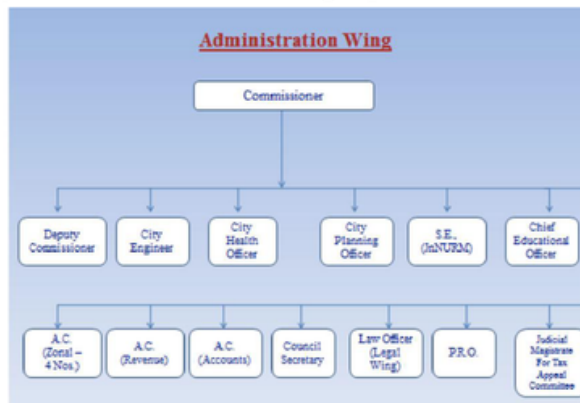 Administration Wing
Commissioner
Deputy
Commissioner
City
Engineer
City
Health
Officer
City
Planning
Officer
S.E.,
(JnNURM)
Chief
Educational
Officer
A.C.
(Zonal –
4 Nos.)
A.C.
(Revenue)
A.C.
(Accounts)
Council
Secretary
Law Officer
(Legal
Wing)
P.R.O.
Judicial
Magistrate
For Tax
Appeal
Committee